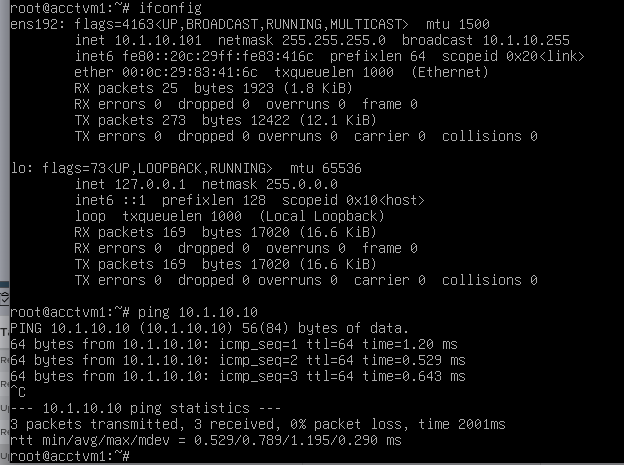 root@acctvm1:~# ifconfig
ens192: flags=4163<UP,BROADCAST,RUNNING,MULTICAST>  mtu 1500
        inet 10.1.10.101  netmask 255.255.255.0  broadcast 10.1.10.255
        inet6 fe80::20c:29ff:fe83:416c  prefixlen 64  scopeid 0x20<link>
        ether 00:0c:29:83:41:6c  txqueuelen 1000  (Ethernet)
        RX packets 25  bytes 1923 (1.8 KiB)
        RX errors 0  dropped 0  overruns 0  frame 0
        TX packets 273  bytes 12422 (12.1 KiB)
        TX errors 0  dropped 0 overruns 0  carrier 0  collisions 0

lo: flags=73<UP,LOOPBACK,RUNNING>  mtu 65536
        inet 127.0.0.1  netmask 255.0.0.0
        inet6 ::1  prefixlen 128  scopeid 0x10<host>
        loop  txqueuelen 1000  (Local Loopback)
        RX packets 169  bytes 17020 (16.6 KiB)
        RX errors 0  dropped 0  overruns 0  frame 0
        TX packets 169  bytes 17020 (16.6 KiB)
        TX errors 0  dropped 0 overruns 0  carrier 0  collisions 0

root@acctvm1:~# ping 10.1.10.10
PING 10.1.10.10 (10.1.10.10) 56(84) bytes of data.
64 bytes from 10.1.10.10: icmp_seq=1 ttl=64 time=1.20 ms
64 bytes from 10.1.10.10: icmp_seq=2 ttl=64 time=0.529 ms
64 bytes from 10.1.10.10: icmp_seq=3 ttl=64 time=0.643 ms
^C
--- 10.1.10.10 ping statistics ---
3 packets transmitted, 3 received, 0% packet loss, time 2001ms
rtt min/avg/max/mdev = 0.529/0.789/1.195/0.290 ms
root@acctvm1:~#